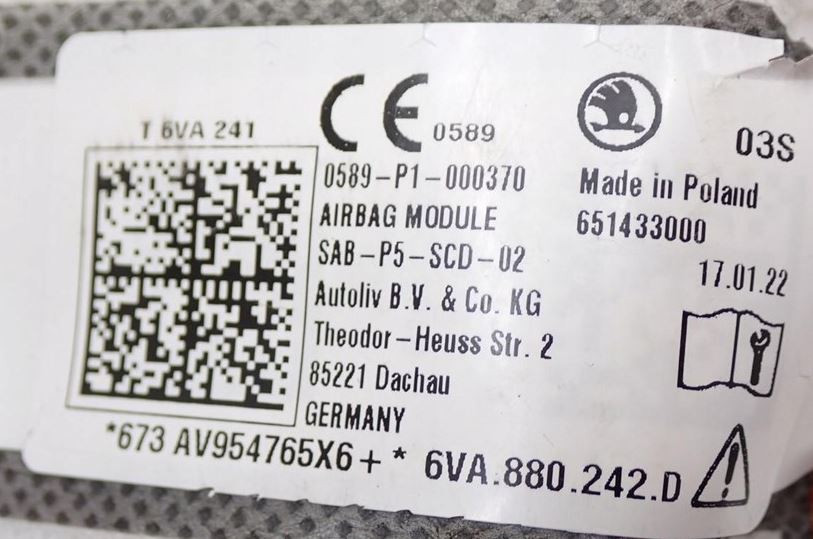 T 6VA 241
CE 0589
03S
0589-P1-000370
AIRBAG MODULE
SAB-P5-SCD-02
Autoliv B.V. & Co. KG
Theodor-Heuss Str. 2
85221 Dachau
GERMANY
Made in Poland
651433000
17.01.22
*673 AV954765X6+* 6VA.880.242.D